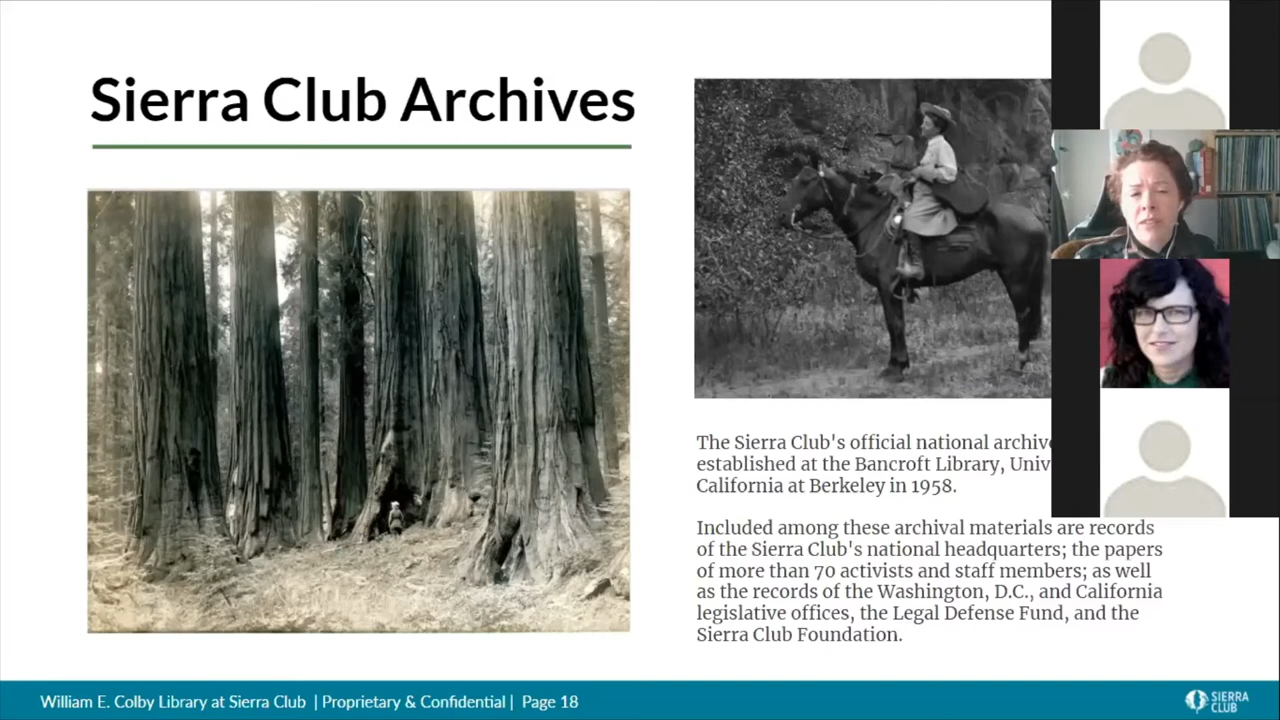 Sierra Club Archives
The Sierra Club's official national
established at the Bancroft Library,
California at Berkeley in 1958.
Included among these archival materials are records
of the Sierra Club's national headquarters; the papers
of more than 70 activists and staff members; as well
as the records of the Washington, D.C., and California
legislative offices, the Legal Defense Fund, and the
Sierra Club Foundation.
William E. Colby Library at Sierra Club | Proprietary & Confidential | Page 18
SIERRA
CLUB